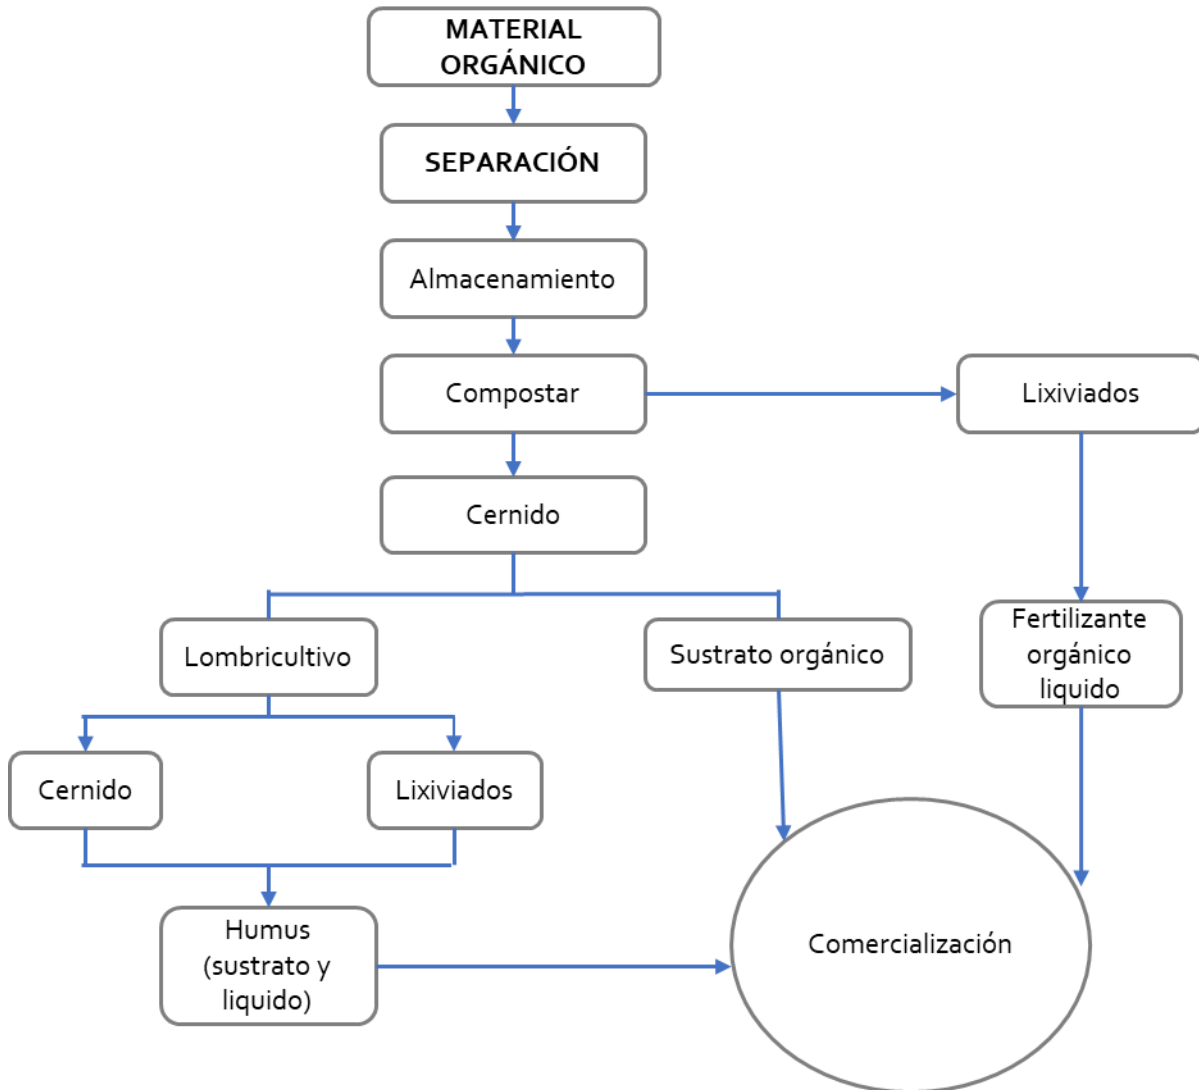 MATERIAL
ORGÁNICO
SEPARACIÓN
Almacenamiento
Compostar
Lixiviados
Cernido
Lombricultivo
Sustrato orgánico
Fertilizante
orgánico
liquido
Cernido
Lixiviados
Humus
(sustrato y
liquido)
Comercialización